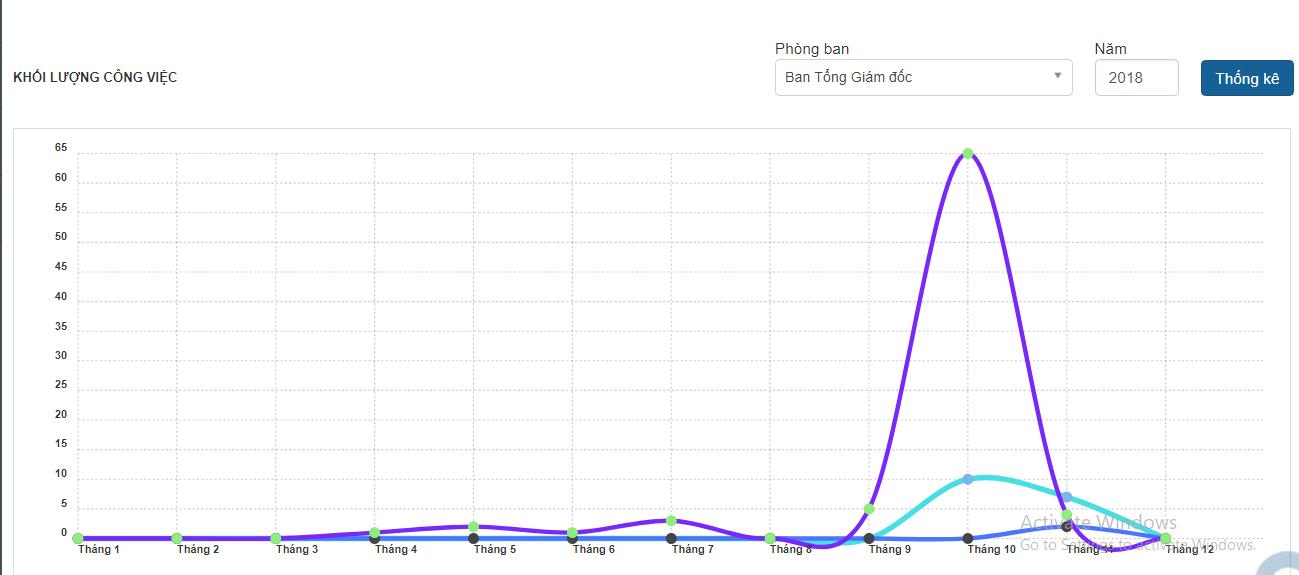 Phòng ban
Năm
KHỐI LƯỢNG CÔNG VIỆC
Ban Tổng Giám đốc
2018
Thống kê
65
60
55
50
45
40
35
30
25
20
15
10
5
0
Tháng 1
Tháng 2
Tháng 3
Tháng 4
Tháng 5
Tháng 6
Tháng 7
Tháng 8
Tháng 9
Tháng 10
Tháng 11
Tháng 12
Activate Windows
Go to Settings to activate Windows.